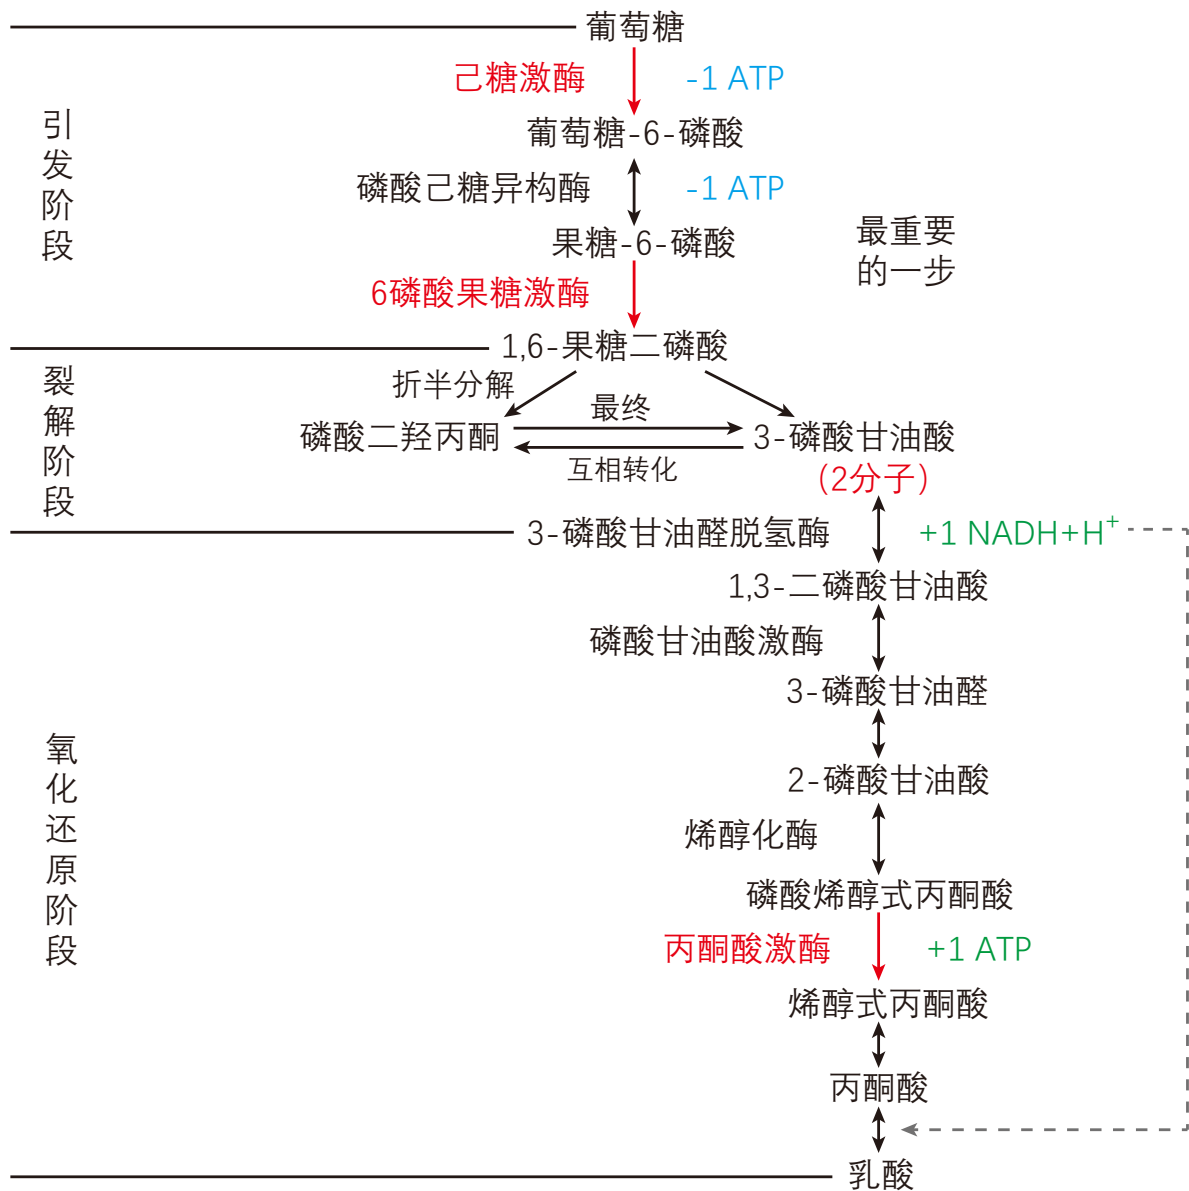 葡萄糖
己糖激酶
-1 ATP
引发阶段
葡萄糖-6-磷酸
磷酸己糖异构酶
-1 ATP
果糖-6-磷酸
最重要
的一步
6磷酸果糖激酶
1,6-果糖二磷酸
裂解阶段
折半分解
最终
磷酸二羟丙酮
3-磷酸甘油酸
互相转化
(2分子)
3-磷酸甘油醛脱氢酶
+1 NADH+H⁺
1,3-二磷酸甘油酸
磷酸甘油酸激酶
3-磷酸甘油醛
氧化还原阶段
2-磷酸甘油酸
烯醇化酶
磷酸烯醇式丙酮酸
丙酮酸激酶
+1 ATP
烯醇式丙酮酸
丙酮酸
乳酸